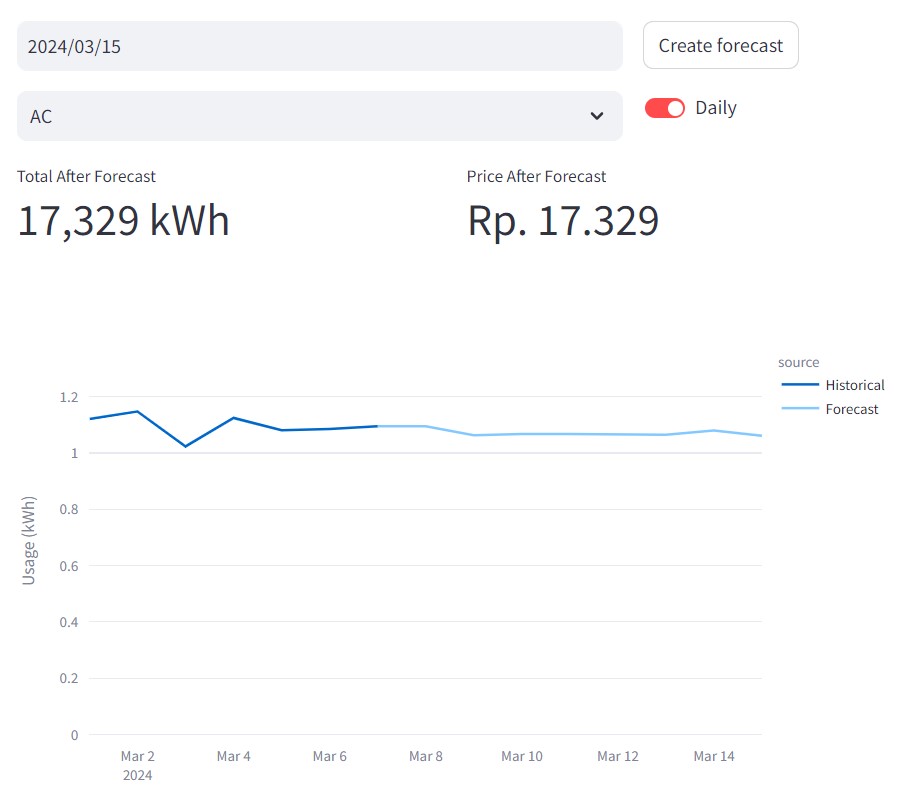 2024/03/15
Create forecast
AC
Daily
Total After Forecast
Price After Forecast
17,329 kWh
Rp. 17.329
source
Historical
Forecast
1.2
1
0.8
0.6
0.4
0.2
0
Usage (kWh)
Mar 2
2024
Mar 4
Mar 6
Mar 8
Mar 10
Mar 12
Mar 14